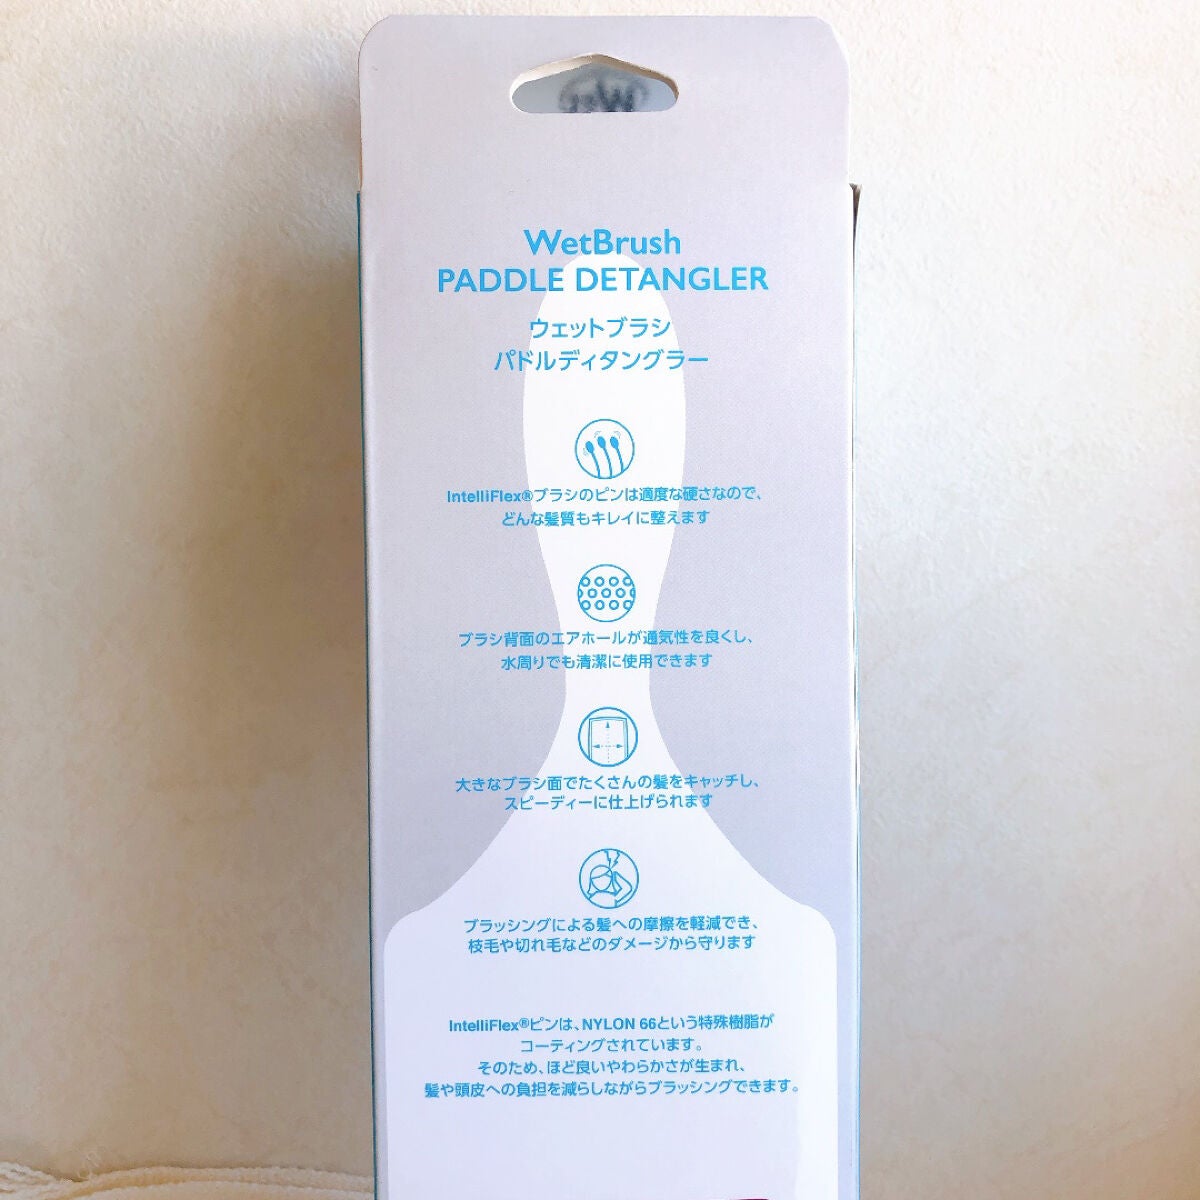 WetBrush
PADDLE DETANGLER
ウェットブラシ
パドルディタングラー
IntelliFlex®ブラシのピンは適度な硬さなので、
どんな髪質もキレイに整えます
ブラシ背面のエアホールが通気性を良くし、
水周りでも清潔に使用できます
大きなブラシ面でたくさんの髪をキャッチし、
スピーディーに仕上げられます
ブラッシングによる髪への摩擦を軽減でき、
枝毛や切れ毛などのダメージから守ります
IntelliFlex®ピンは、NYLON 66という特殊樹脂が
コーティングされています。
そのため、ほど良いやわらかさが生まれ、
髪や頭皮への負担を減らしながらブラッシングできます。